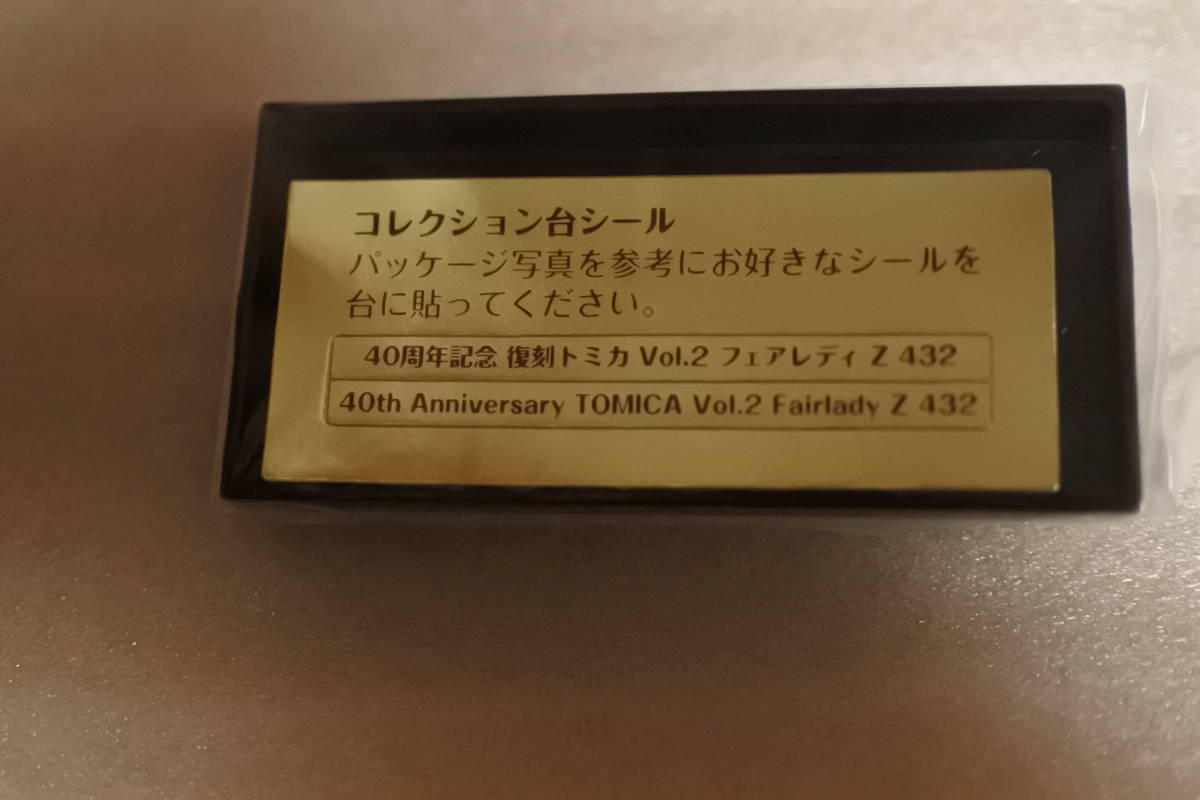 コレクション台シール
パッケージ写真を参考にお好きなシールを
台に貼ってください。
40周年記念 復刻トミカ Vol.2 フェアレディ Z 432
40th Anniversary TOMICA Vol.2 Fairlady Z 432